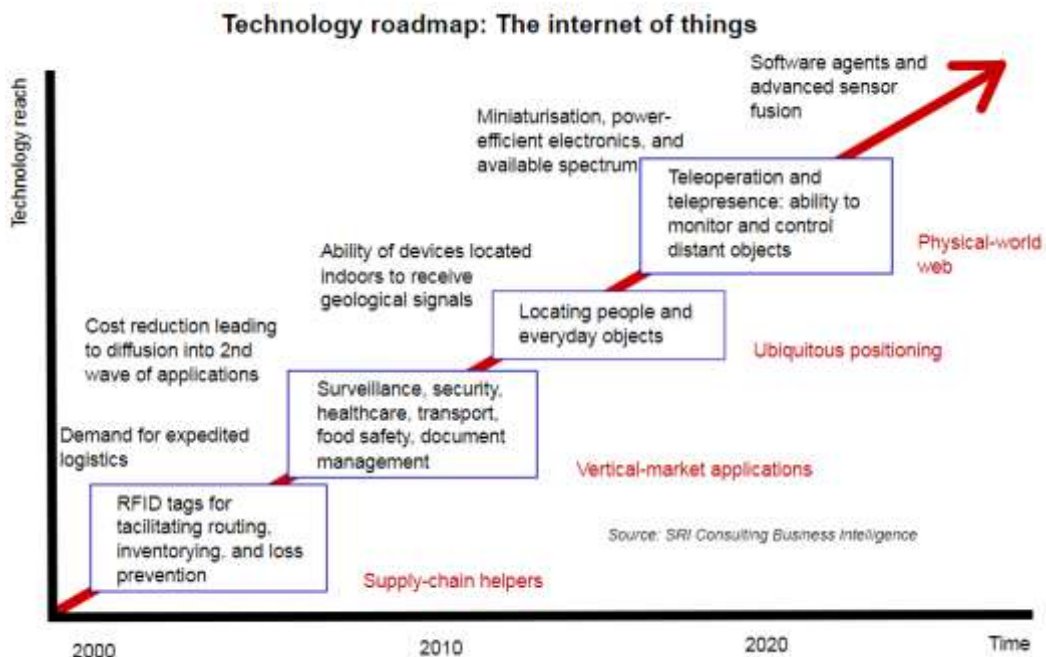 Technology roadmap: The internet of things
Technology reach
Software agents and
advanced sensor
fusion
Miniaturisation, power-
efficient electronics, and
available spectrum
Teleoperation and
telepresence: ability to
monitor and control
distant objects
Physical-world
web
Ability of devices located
indoors to receive
geological signals
Locating people and
everyday objects
Ubiquitous positioning
Cost reduction leading
to diffusion into 2nd
wave of applications
Surveillance, security,
healthcare, transport,
food safety, document
management
Vertical-market applications
Demand for expedited
logistics
RFID tags for
facilitating routing,
inventorying, and loss
prevention
Supply-chain helpers
Source: SRI Consulting Business Intelligence
2000
2010
2020
Time